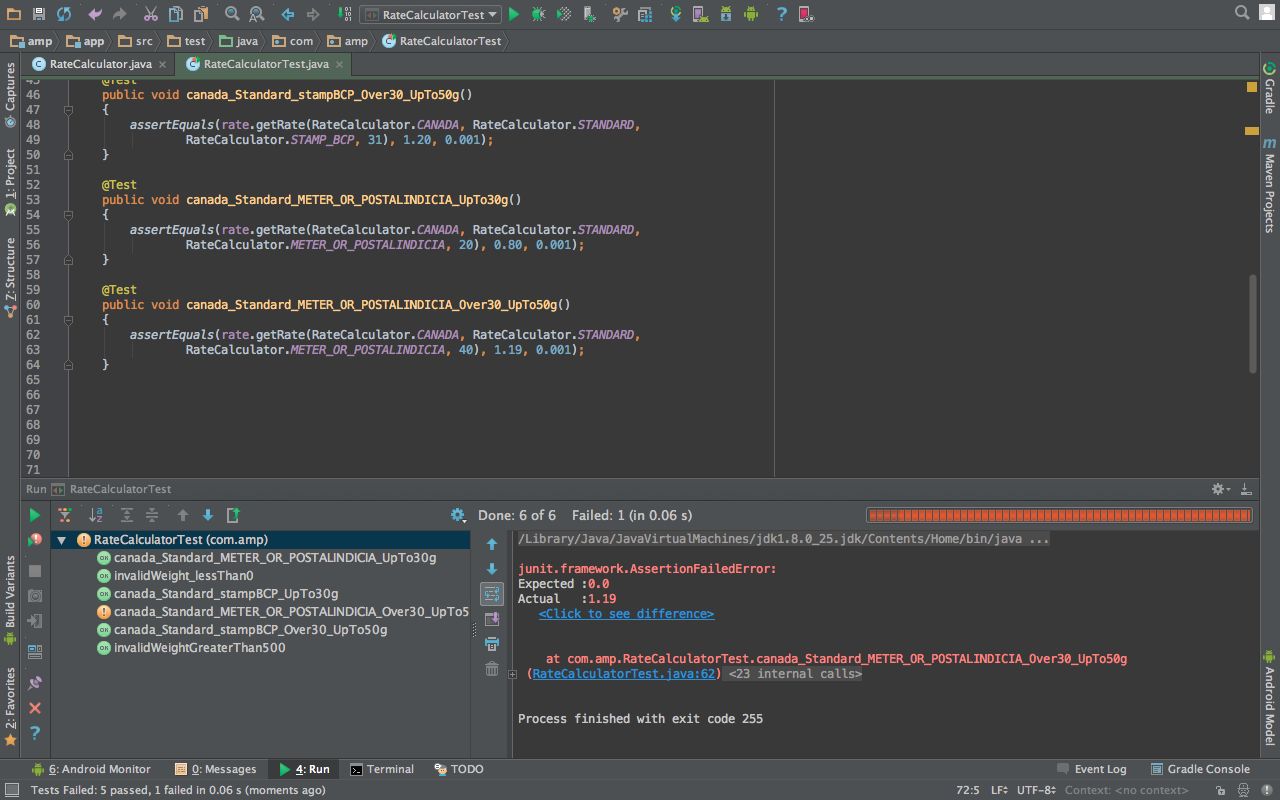 RateCalculatorTest
amp app src test java com amp RateCalculatorTest
RateCalculator.java RateCalculatorTest.java
Captures
1: Project
Z: Structure
Build Variants
2: Favorites
45 @Test
46 public void canada_Standard_stampBCP_Over30_UpTo50g()
47 {
48 assertEquals(rate.getRate(RateCalculator.CANADA, RateCalculator.STANDARD,
49 RateCalculator.STAMP_BCP, 31), 1.20, 0.001);
50 }
51
52 @Test
53 public void canada_Standard_METER_OR_POSTALINDICIA_UpTo30g()
54 {
55 assertEquals(rate.getRate(RateCalculator.CANADA, RateCalculator.STANDARD,
56 RateCalculator.METER_OR_POSTALINDICIA, 20), 0.80, 0.001);
57 }
58
59 @Test
60 public void canada_Standard_METER_OR_POSTALINDICIA_Over30_UpTo50g()
61 {
62 assertEquals(rate.getRate(RateCalculator.CANADA, RateCalculator.STANDARD,
63 RateCalculator.METER_OR_POSTALINDICIA, 40), 1.19, 0.001);
64 }
65
66
67
68
69
70
71
Gradle
m Maven Projects
Android Model
Run RateCalculatorTest
Done: 6 of 6 Failed: 1 (in 0.06 s)
RateCalculatorTest (com.amp)
OK canada_Standard_METER_OR_POSTALINDICIA_UpTo30g
OK invalidWeight_lessThan0
OK canada_Standard_stampBCP_UpTo30g
canada_Standard_METER_OR_POSTALINDICIA_Over30_UpTo5
OK canada_Standard_stampBCP_Over30_UpTo50g
OK invalidWeightGreaterThan500
/Library/Java/JavaVirtualMachines/jdk1.8.0_25.jdk/Contents/Home/bin/java ...
junit.framework.AssertionFailedError:
Expected :0.0
Actual :1.19
<Click to see difference>
at com.amp.RateCalculatorTest.canada_Standard_METER_OR_POSTALINDICIA_Over30_UpTo50g
(RateCalculatorTest.java:62) <23 internal calls>
Process finished with exit code 255
6: Android Monitor 0: Messages 4: Run Terminal TODO Event Log Gradle Console
Tests Failed: 5 passed, 1 failed in 0.06 s (moments ago) 72:5 LF UTF-8 Context: <no context>